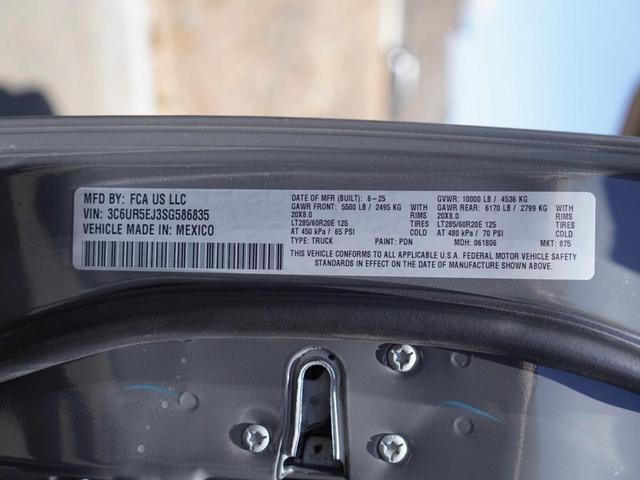 MFD BY: FCA US LLC
VIN: 3C6UR5EJ3SG586835
VEHICLE MADE IN: MEXICO
DATE OF MFR (BUILT): 6-25
GAWR FRONT: 5500 LB / 2495 KG WITH
20X8.0 RIMS
LT285/60R20E 125 TIRES
AT 450 kPa / 65 PSI COLD
TYPE: TRUCK PAINT: PDN
GVWR: 10000 LB / 4536 KG
GAWR REAR: 6170 LB / 2799 KG WITH
20X8.0 RIMS
LT285/60R20E 125 TIRES
AT 480 kPa / 70 PSI COLD
MDH: 061806 MKT: 875
THIS VEHICLE CONFORMS TO ALL APPLICABLE U.S.A. FEDERAL MOTOR VEHICLE SAFETY
STANDARDS IN EFFECT ON THE DATE OF MANUFACTURE SHOWN ABOVE.